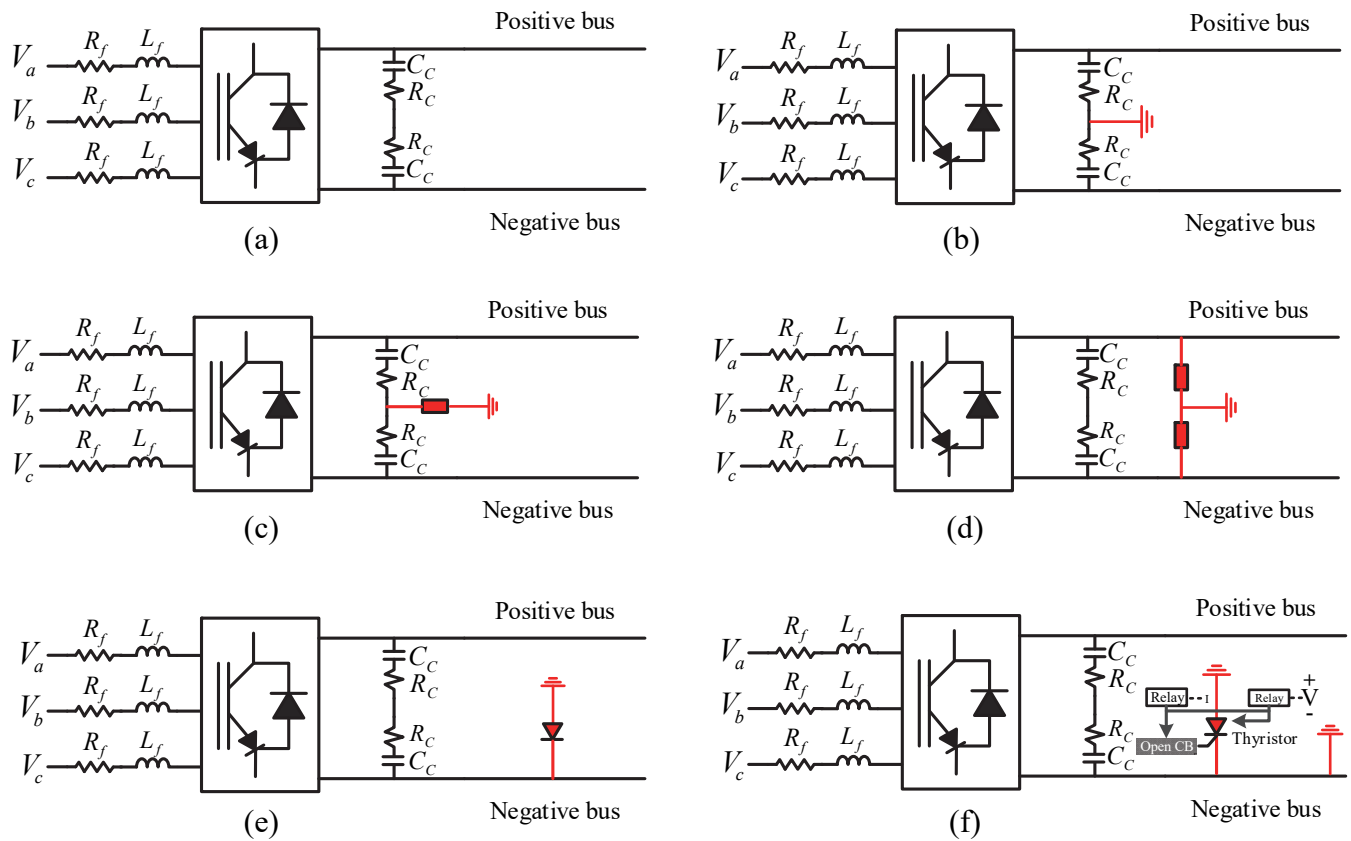 Positive bus
R_f L_f
V_a
C_C
R_C
R_f L_f
V_b
R_C
R_f L_f
C_C
V_c
Negative bus
(a)
Positive bus
R_f L_f
V_a
C_C
R_C
R_f L_f
V_b
R_C
R_f L_f
C_C
V_c
Negative bus
(b)
Positive bus
R_f L_f
V_a
C_C
R_C
R_f L_f
V_b
R_C
R_f L_f
C_C
V_c
Negative bus
(c)
Positive bus
R_f L_f
V_a
C_C
R_C
R_f L_f
V_b
R_C
R_f L_f
C_C
V_c
Negative bus
(d)
Positive bus
R_f L_f
V_a
C_C
R_C
R_f L_f
V_b
R_C
R_f L_f
C_C
V_c
Negative bus
(e)
Positive bus
R_f L_f
V_a
C_C
R_C
Relay I Relay + V -
R_f L_f
V_b
R_C
Thyristor
Open CB
R_f L_f
C_C
V_c
Negative bus
(f)